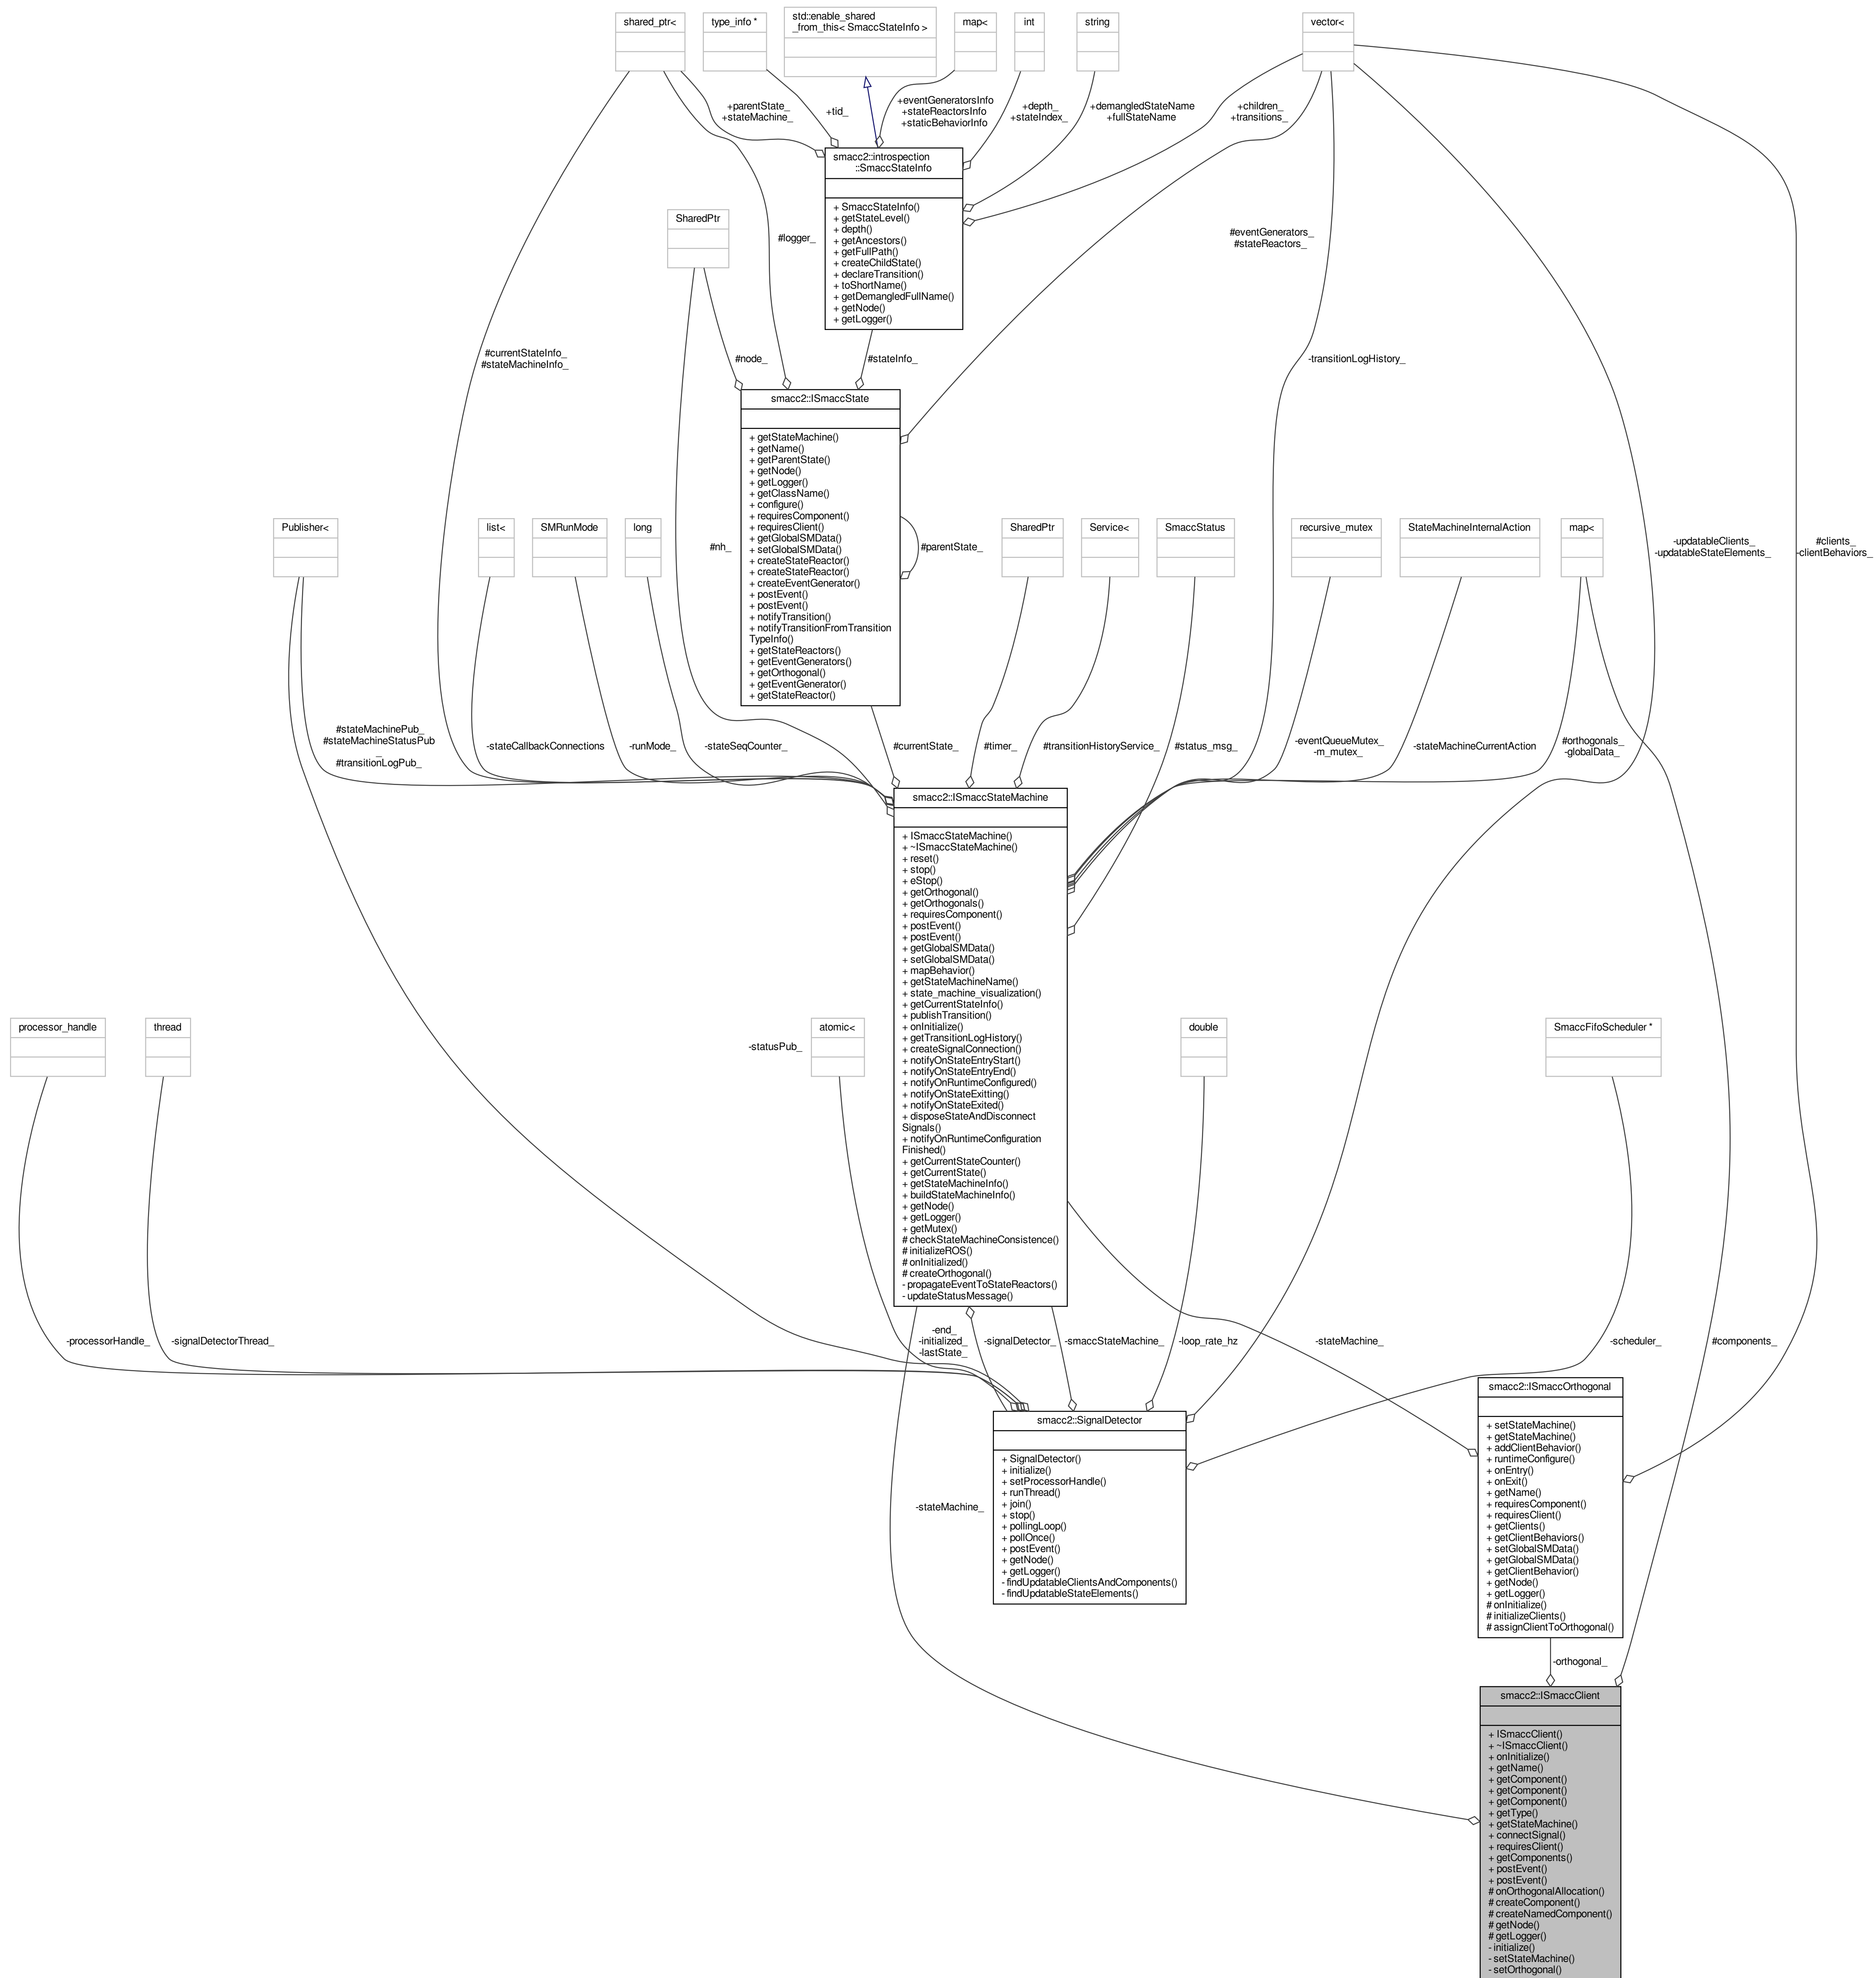 shared_ptr<
type_info *
std::enable_shared
_from_this< SmaccStateInfo >
map<
int
string
vector<
+parentState_
+stateMachine_
+tid_
+eventGeneratorsInfo
+stateReactorsInfo
+staticBehaviorInfo
+depth_
+stateIndex_
+demangledStateName
+fullStateName
+children_
+transitions_
smacc2::introspection
::SmaccStateInfo
+ SmaccStateInfo()
+ getStateLevel()
+ depth()
+ getAncestors()
+ getFullPath()
+ createChildState()
+ declareTransition()
+ toShortName()
+ getDemangledFullName()
+ getNode()
+ getLogger()
SharedPtr
#logger_
#eventGenerators_
#stateReactors_
#currentStateInfo_
#stateMachineInfo_
#node_
#stateInfo_
-transitionLogHistory_
smacc2::ISmaccState
+ getStateMachine()
+ getName()
+ getParentState()
+ getNode()
+ getLogger()
+ getClassName()
+ configure()
+ requiresComponent()
+ requiresClient()
+ getGlobalSMData()
+ setGlobalSMData()
+ createStateReactor()
+ createStateReactor()
+ createEventGenerator()
+ postEvent()
+ postEvent()
+ notifyTransition()
+ notifyTransitionFromTransition
TypeInfo()
+ getStateReactors()
+ getEventGenerators()
+ getOrthogonal()
+ getEventGenerator()
+ getStateReactor()
Publisher<
list<
SMRunMode
long
#nh_
#parentState_
SharedPtr
Service<
SmaccStatus
recursive_mutex
StateMachineInternalAction
map<
-updatableClients_
-updatableStateElements_
#clients_
-clientBehaviors_
#stateMachinePub_
#stateMachineStatusPub
_
#transitionLogPub_
-stateCallbackConnections
-runMode_
-stateSeqCounter_
#currentState_
#timer_
#transitionHistoryService_
#status_msg_
-eventQueueMutex_
-m_mutex_
-stateMachineCurrentAction
#orthogonals_
-globalData_
smacc2::ISmaccStateMachine
+ ISmaccStateMachine()
+ ~ISmaccStateMachine()
+ reset()
+ stop()
+ eStop()
+ getOrthogonal()
+ getOrthogonals()
+ requiresComponent()
+ postEvent()
+ postEvent()
+ getGlobalSMData()
+ setGlobalSMData()
+ mapBehavior()
+ getStateMachineName()
+ state_machine_visualization()
+ getCurrentStateInfo()
+ publishTransition()
+ onInitialize()
+ getTransitionLogHistory()
+ createSignalConnection()
+ notifyOnStateEntryStart()
+ notifyOnStateEntryEnd()
+ notifyOnRuntimeConfigured()
+ notifyOnStateExitting()
+ notifyOnStateExited()
+ disposeStateAndDisconnect
Signals()
+ notifyOnRuntimeConfiguration
Finished()
+ getCurrentStateCounter()
+ getCurrentState()
+ getStateMachineInfo()
+ buildStateMachineInfo()
+ getNode()
+ getLogger()
+ getMutex()
# checkStateMachineConsistence()
# initializeROS()
# onInitialized()
# createOrthogonal()
- propagateEventToStateReactors()
- updateStatusMessage()
processor_handle
thread
-statusPub_
atomic<
double
SmaccFifoScheduler *
-processorHandle_
-signalDetectorThread_
-end_
-initialized_
-lastState_
-signalDetector_
-smaccStateMachine_
-loop_rate_hz
-stateMachine_
-scheduler_
#components_
smacc2::SignalDetector
+ SignalDetector()
+ initialize()
+ setProcessorHandle()
+ runThread()
+ join()
+ stop()
+ pollingLoop()
+ pollOnce()
+ postEvent()
+ getNode()
+ getLogger()
- findUpdatableClientsAndComponents()
- findUpdatableStateElements()
-stateMachine_
smacc2::ISmaccOrthogonal
+ setStateMachine()
+ getStateMachine()
+ addClientBehavior()
+ runtimeConfigure()
+ onEntry()
+ onExit()
+ getName()
+ requiresComponent()
+ requiresClient()
+ getClients()
+ getClientBehaviors()
+ setGlobalSMData()
+ getGlobalSMData()
+ getClientBehavior()
+ getNode()
+ getLogger()
# onInitialize()
# initializeClients()
# assignClientToOrthogonal()
-orthogonal_
smacc2::ISmaccClient
+ ISmaccClient()
+ ~ISmaccClient()
+ onInitialize()
+ getName()
+ getComponent()
+ getComponent()
+ getComponent()
+ getType()
+ getStateMachine()
+ connectSignal()
+ requiresClient()
+ getComponents()
+ postEvent()
+ postEvent()
# onOrthogonalAllocation()
# createComponent()
# createNamedComponent()
# getNode()
# getLogger()
- initialize()
- setStateMachine()
- setOrthogonal()